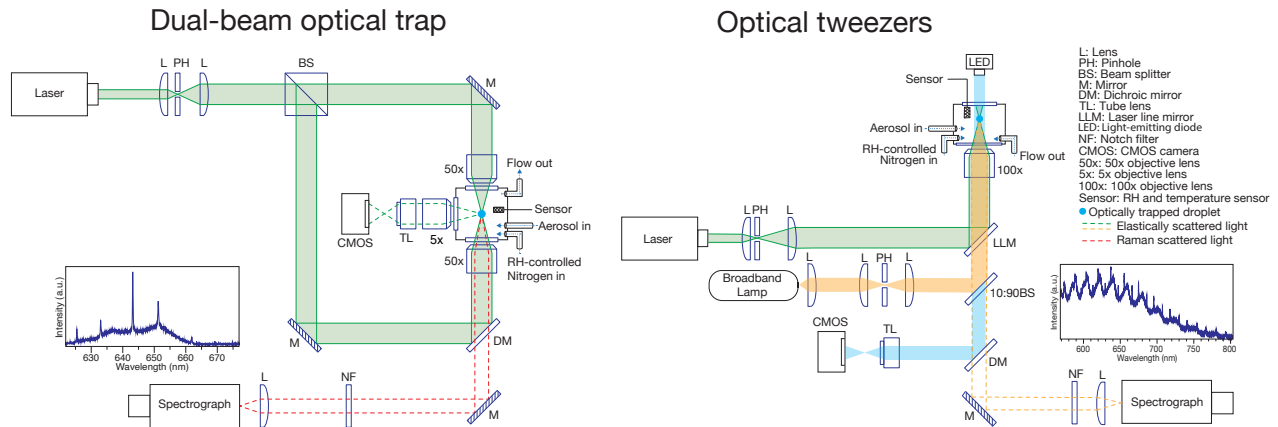 Dual-beam optical trap
Laser
L
PH
L
BS
M
50x
Flow out
CMOS
TL
5x
Sensor
Aerosol in
50x
RH-controlled
Nitrogen in
Intensity (a.u.)
630
640
650
660
670
Wavelength (nm)
M
DM
Spectrograph
L
NF
M
Optical tweezers
LED
Sensor
Aerosol in
RH-controlled
Nitrogen in
Flow out
100x
Laser
L
PH
L
LLM
Broadband
Lamp
L
L
PH
L
10:90BS
CMOS
TL
DM
M
NF
L
Spectrograph
Intensity (a.u.)
600
650
700
750
800
Wavelength (nm)
L: Lens
PH: Pinhole
BS: Beam splitter
M: Mirror
DM: Dichroic mirror
TL: Tube lens
LLM: Laser line mirror
LED: Light-emitting diode
NF: Notch filter
CMOS: CMOS camera
50x: 50x objective lens
5x: 5x objective lens
100x: 100x objective lens
Sensor: RH and temperature sensor
Optically trapped droplet
Elastically scattered light
Raman scattered light